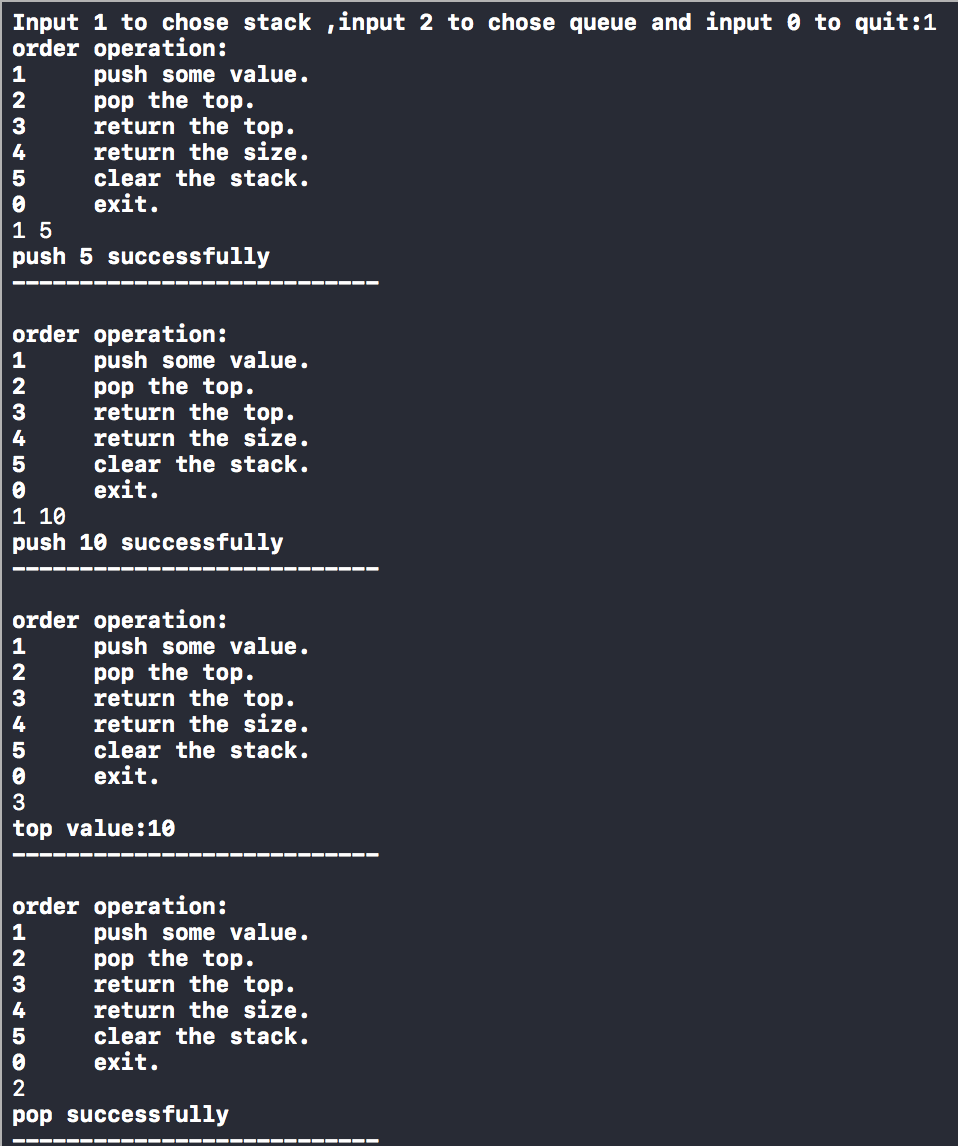 Input 1 to chose stack ,input 2 to chose queue and input 0 to quit:1
order operation:
1     push some value.
2     pop the top.
3     return the top.
4     return the size.
5     clear the stack.
0     exit.
1 5
push 5 successfully
---------------------------
order operation:
1     push some value.
2     pop the top.
3     return the top.
4     return the size.
5     clear the stack.
0     exit.
1 10
push 10 successfully
---------------------------
order operation:
1     push some value.
2     pop the top.
3     return the top.
4     return the size.
5     clear the stack.
0     exit.
3
top value:10
---------------------------
order operation:
1     push some value.
2     pop the top.
3     return the top.
4     return the size.
5     clear the stack.
0     exit.
2
pop successfully
---------------------------